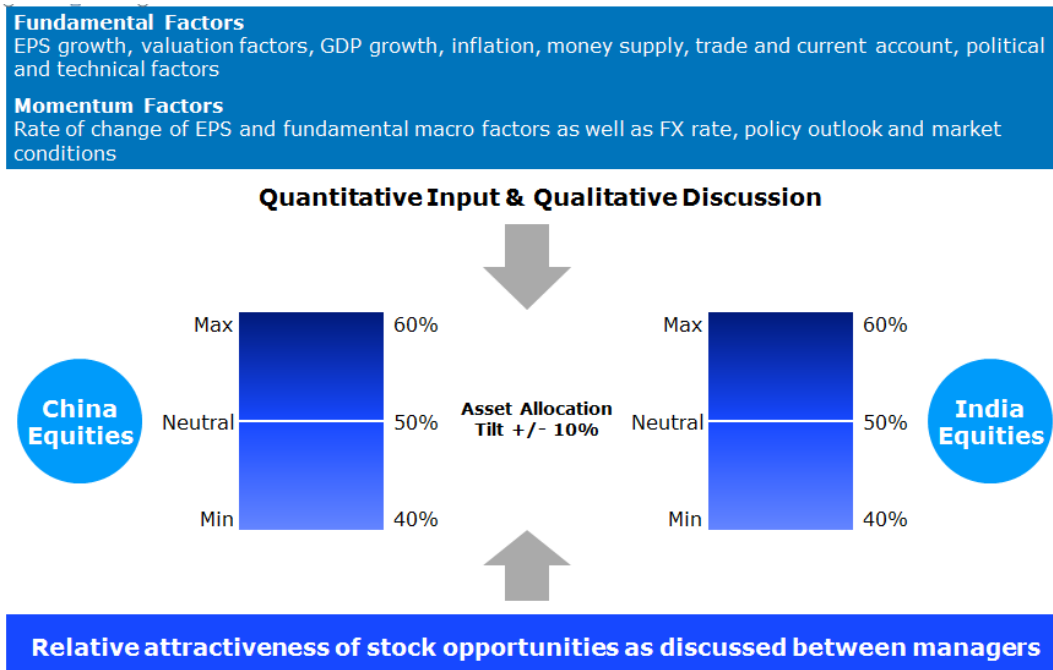 Fundamental Factors
EPS growth, valuation factors, GDP growth, inflation, money supply, trade and current account, political
and technical factors
Momentum Factors
Rate of change of EPS and fundamental macro factors as well as FX rate, policy outlook and market
conditions
Quantitative Input & Qualitative Discussion
Max
60%
China
Equities
Neutral
50%
Min
40%
Asset Allocation
Tilt +/- 10%
Max
60%
Neutral
50%
Min
40%
India
Equities
Relative attractiveness of stock opportunities as discussed between managers